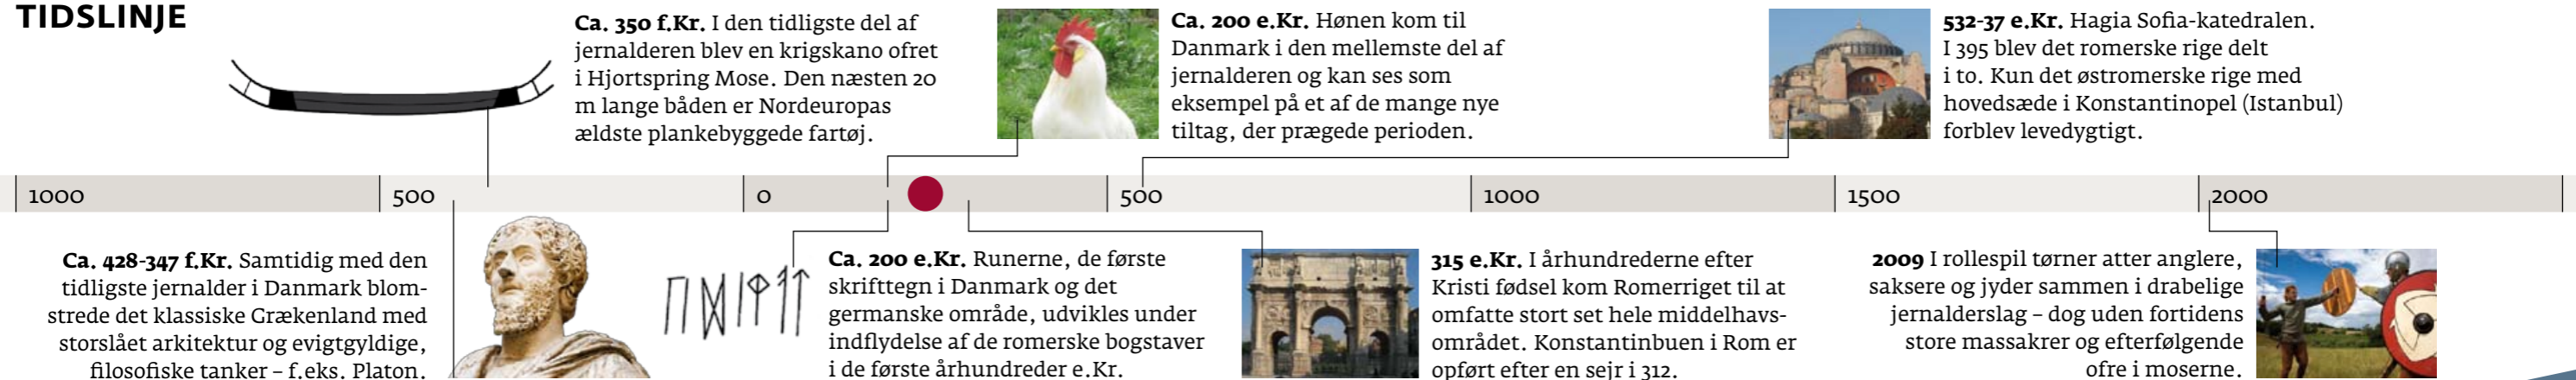 TIDSLINJE
Ca. 350 f.Kr. I den tidligste del af
jernalderen blev en krigskano ofret
i Hjortspring Mose. Den næsten 20
m lange båden er Nordeuropas
ældste plankebyggede fartøj.
Ca. 200 e.Kr. Hønen kom til
Danmark i den mellemste del af
jernalderen og kan ses som
eksempel på et af de mange nye
tiltag, der prægede perioden.
532-37 e.Kr. Hagia Sofia-katedralen.
I 395 blev det romerske rige delt
i to. Kun det østromerske rige med
hovedsæde i Konstantinopel (Istanbul)
forblev levedygtigt.
1000 500 0 500 1000 1500 2000
Ca. 428-347 f.Kr. Samtidig med den
tidligste jernalder i Danmark blom-
strede det klassiske Grækenland med
storslået arkitektur og evigtgyldige,
filosofiske tanker – f.eks. Platon.
Ca. 200 e.Kr. Runerne, de første
skrifttegn i Danmark og det
germanske område, udvikles under
indflydelse af de romerske bogstaver
i de første århundreder e.Kr.
315 e.Kr. I århundrederne efter
Kristi fødsel kom Romerriget til at
omfatte stort set hele middelhavs-
området. Konstantinbuen i Rom er
opført efter en sejr i 312.
2009 I rollespil tørner atter anglere,
saksere og jyder sammen i drabelige
jernalderslag – dog uden fortidens
store massakrer og efterfølgende
ofre i moserne.